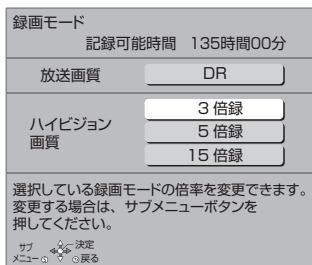 録画モード
記録可能時間 135時間00分
放送画質 DR
ハイビジョン
画質
3倍録
5倍録
15倍録
選択している録画モードの倍率を変更できます。
変更する場合は、サブメニューボタンを
押してください。
サブ
メニュー
決定
戻る